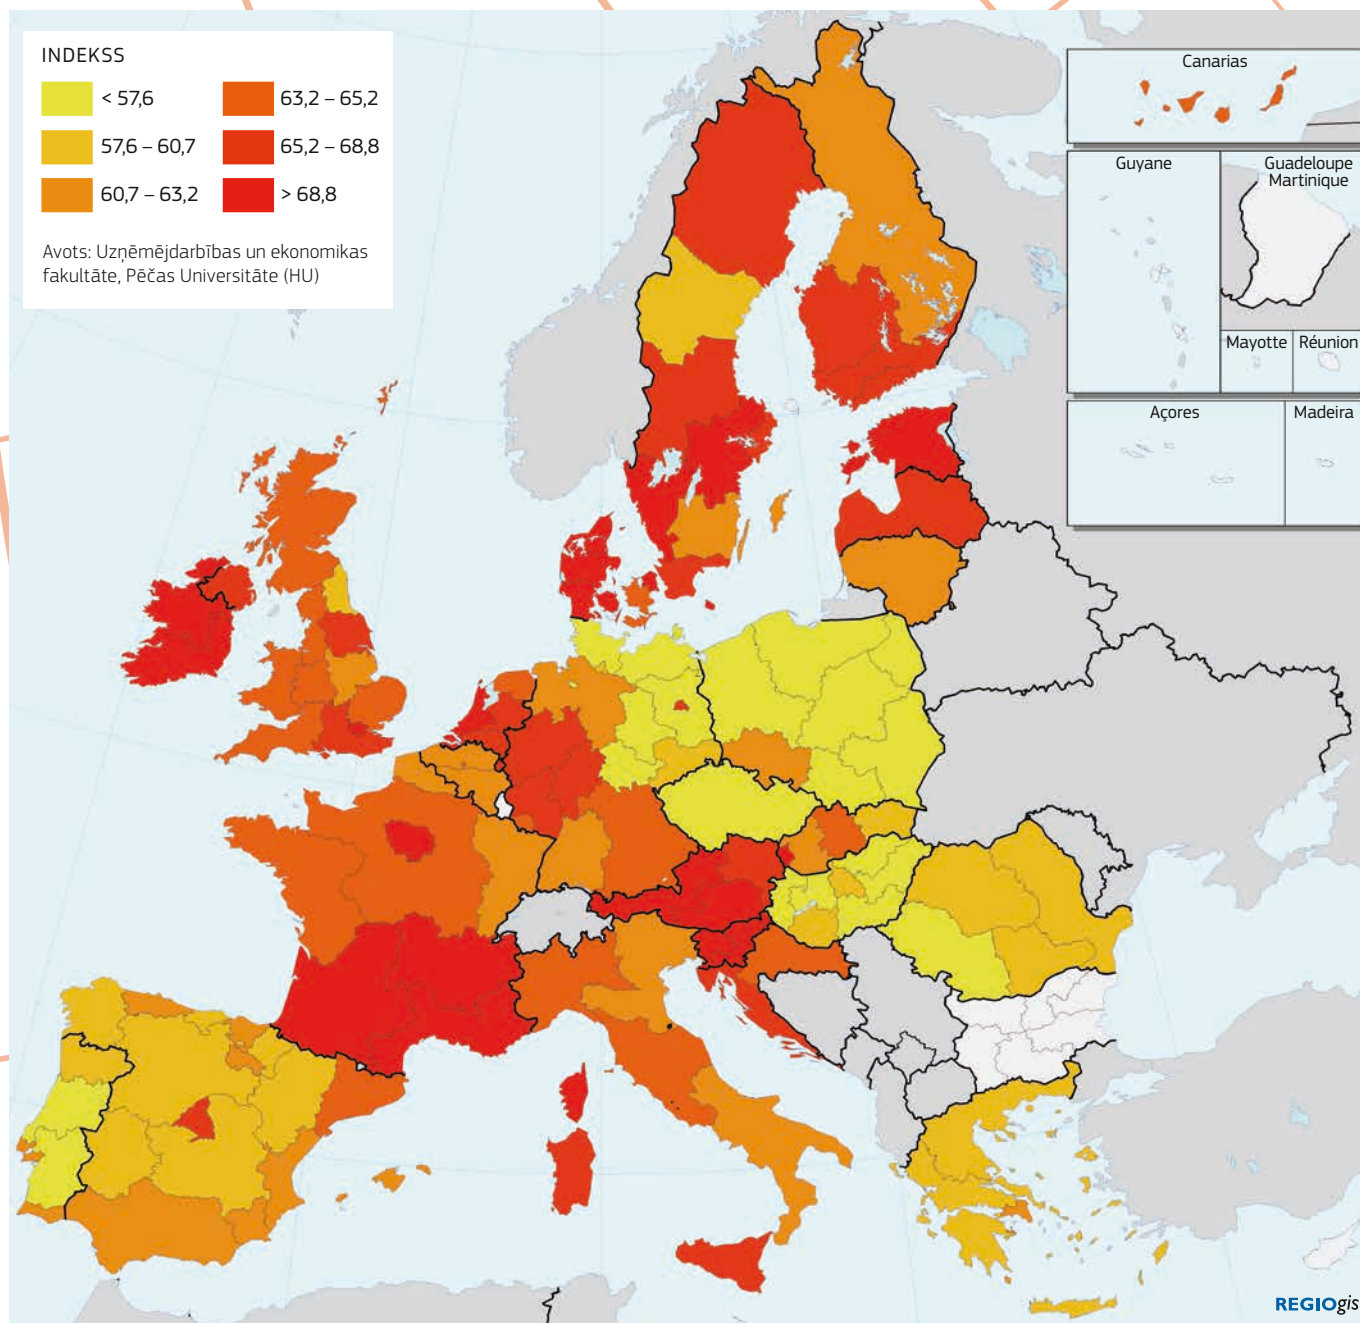 INDEKSS
< 57,6
57,6 – 60,7
60,7 – 63,2
63,2 – 65,2
65,2 – 68,8
> 68,8
Avots: Uzņēmējdarbības un ekonomikas
fakultāte, Pēčas Universitāte (HU)
Canarias
Guyane
Guadeloupe
Martinique
Mayotte
Réunion
Açores
Madeira
REGIOgis